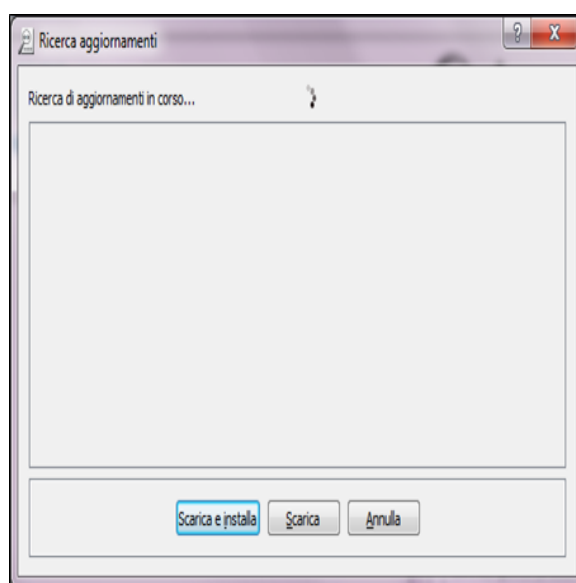 Ricerca aggiornamenti
Ricerca di aggiornamenti in corso...
Scarica e installa
Scarica
Annulla